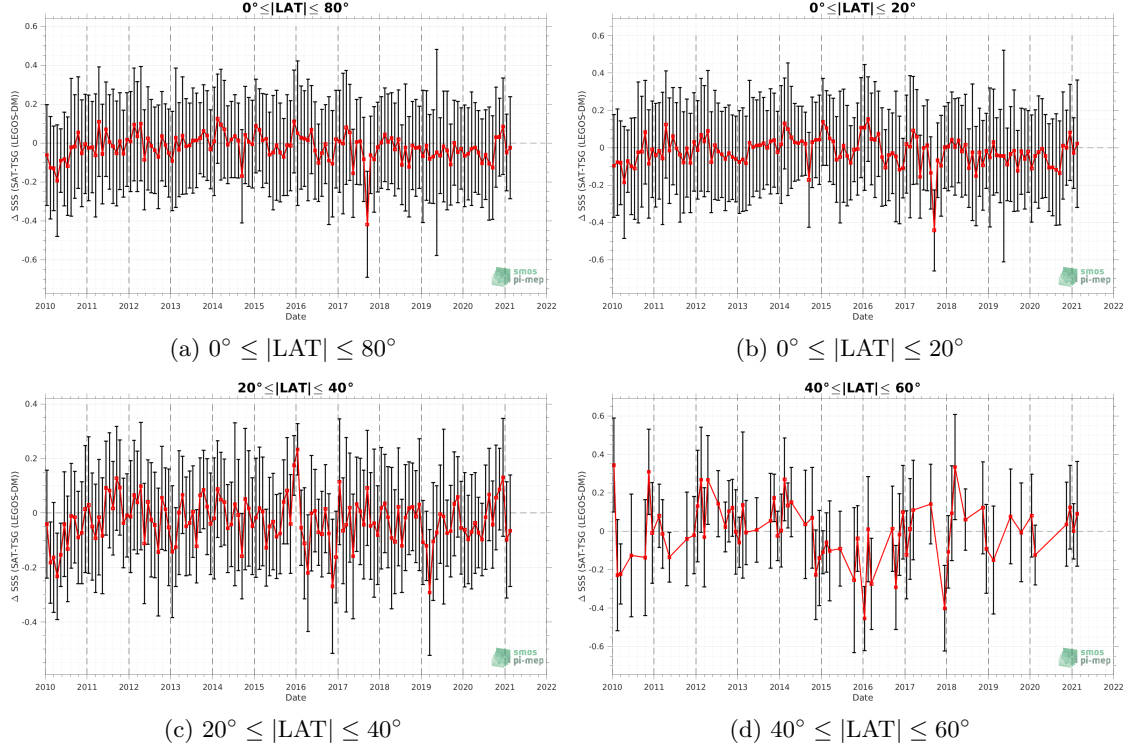 0°≤|LAT|≤ 80°
Δ SSS (SAT-TSG (LEGOS-DM))
0.6
0.4
0.2
0
-0.2
-0.4
-0.6
2010 2011 2012 2013 2014 2015 2016 2017 2018 2019 2020 2021 2022
Date
smos
pi-mep
(a) 0° ≤ |LAT| ≤ 80°
0°≤|LAT|≤ 20°
Δ SSS (SAT-TSG (LEGOS-DM))
0.6
0.4
0.2
0
-0.2
-0.4
-0.6
2010 2011 2012 2013 2014 2015 2016 2017 2018 2019 2020 2021 2022
Date
smos
pi-mep
(b) 0° ≤ |LAT| ≤ 20°
20°≤|LAT|≤ 40°
Δ SSS (SAT-TSG (LEGOS-DM))
0.4
0.2
0
-0.2
-0.4
2010 2011 2012 2013 2014 2015 2016 2017 2018 2019 2020 2021 2022
Date
smos
pi-mep
(c) 20° ≤ |LAT| ≤ 40°
40°≤|LAT|≤ 60°
Δ SSS (SAT-TSG (LEGOS-DM))
0.6
0.4
0.2
0
-0.2
-0.4
-0.6
2010 2011 2012 2013 2014 2015 2016 2017 2018 2019 2020 2021 2022
Date
smos
pi-mep
(d) 40° ≤ |LAT| ≤ 60°